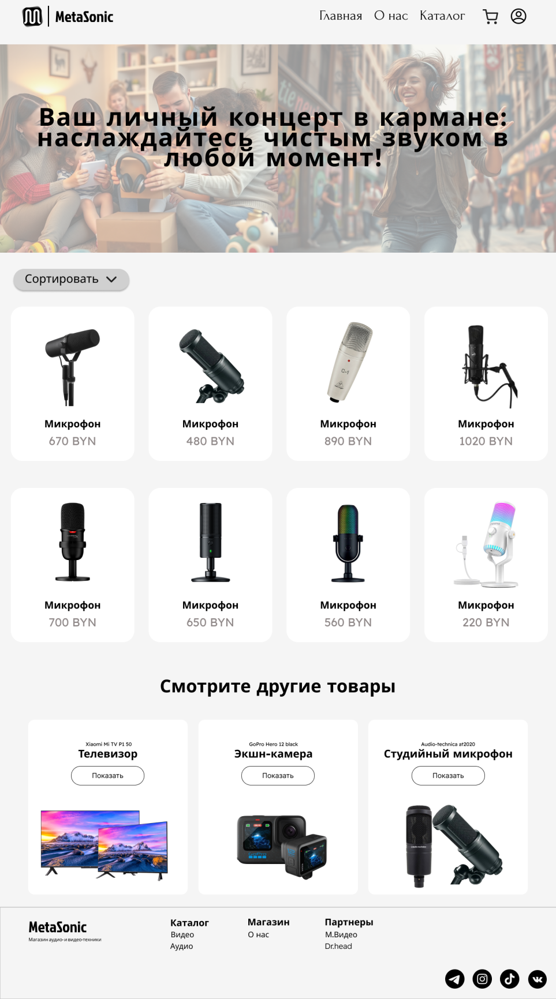 MetaSonic
Главная О нас Каталог
Ваш личный концерт в кармане:
наслаждайтесь чистым звуком в
любой момент!
Сортировать
Микрофон
670 BYN
Микрофон
480 BYN
C-1
Микрофон
890 BYN
Микрофон
1020 BYN
Микрофон
700 BYN
Микрофон
650 BYN
Микрофон
560 BYN
Микрофон
220 BYN
Смотрите другие товары
Xiaomi Mi TV P1 50
Телевизор
Показать
GoPro Hero 12 black
Экшн-камера
Показать
Audio-technica at2020
Студийный микрофон
Показать
MetaSonic
Магазин аудио- и видео-техники
Каталог
Видео
Аудио
Магазин
О нас
Партнеры
М.Видео
Dr.head